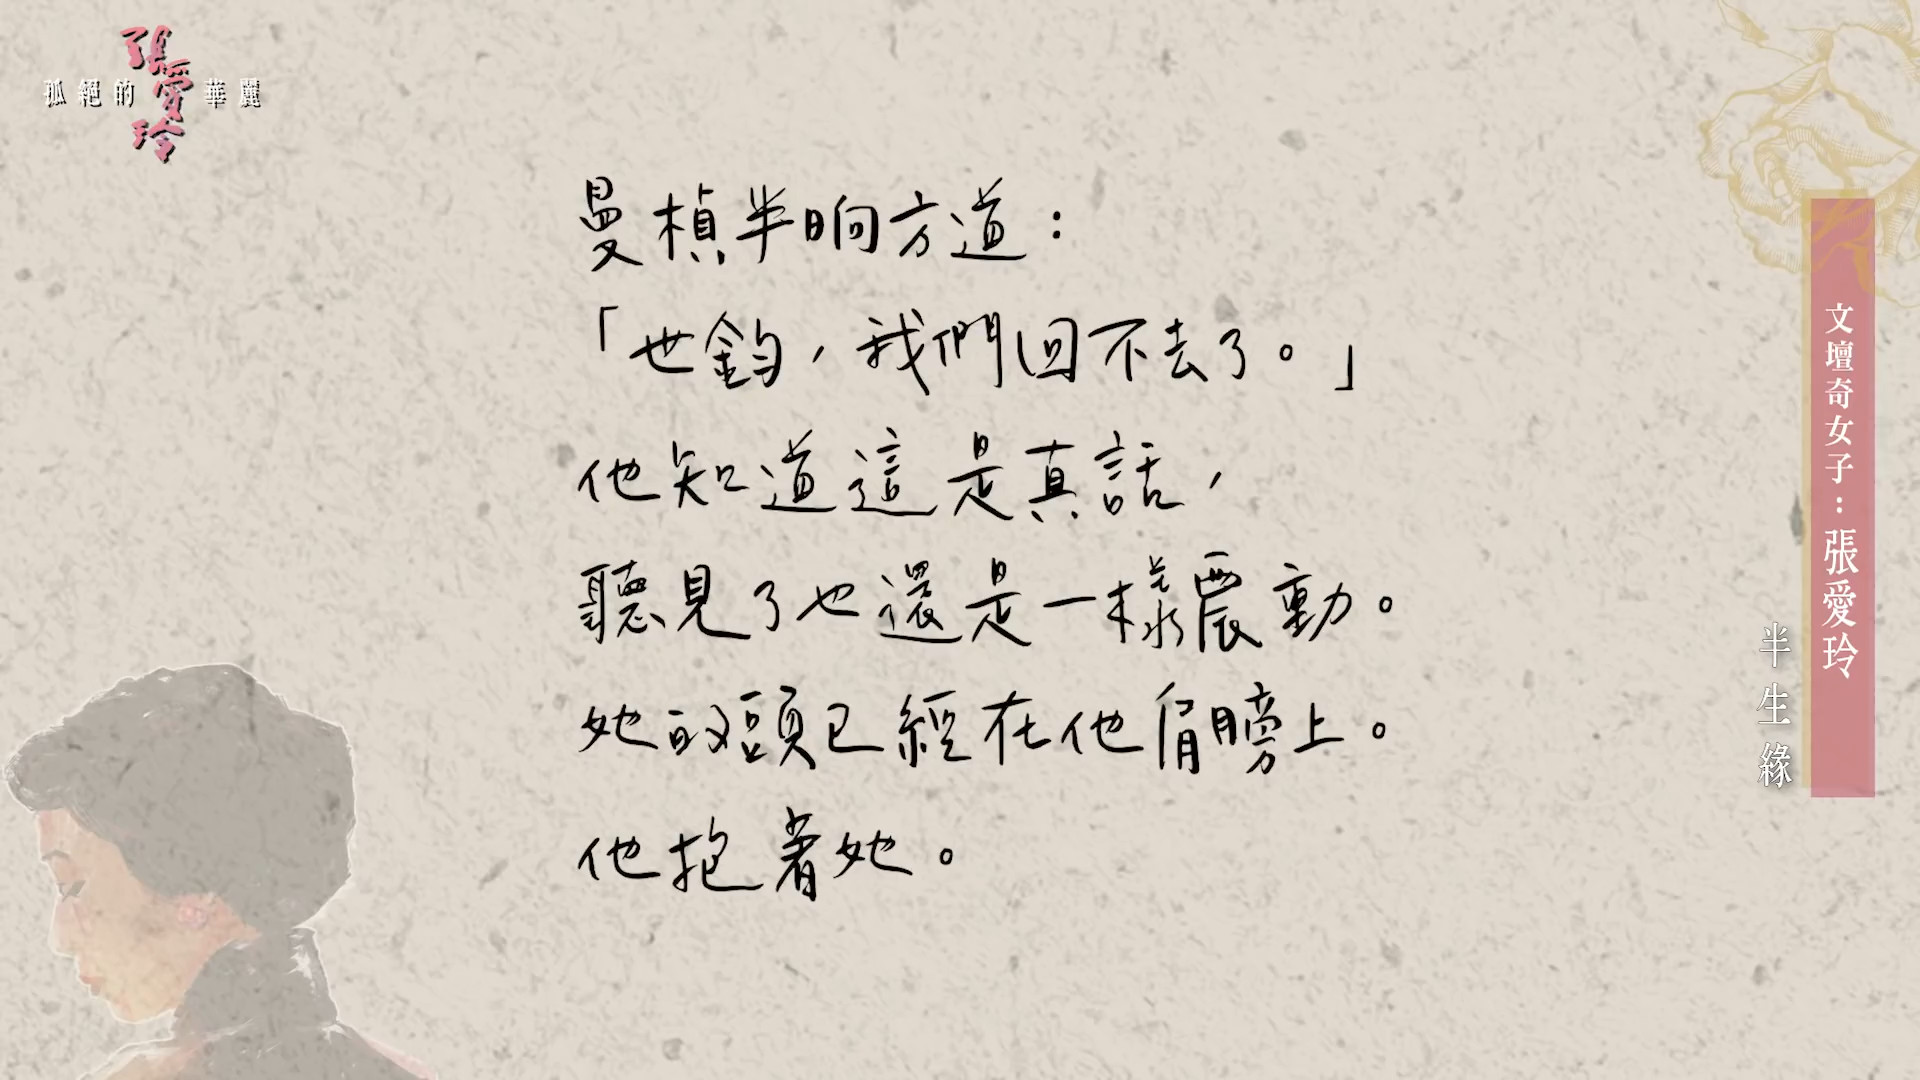 孤絕的張愛玲華麗
曼楨半晌方道：
「世鈞，我們回不去了。」
他知道這是真話，
聽見了也還是一樣震動。
她的頭已經在他肩膀上。
他抱著她。
文壇奇女子：張愛玲
半生緣